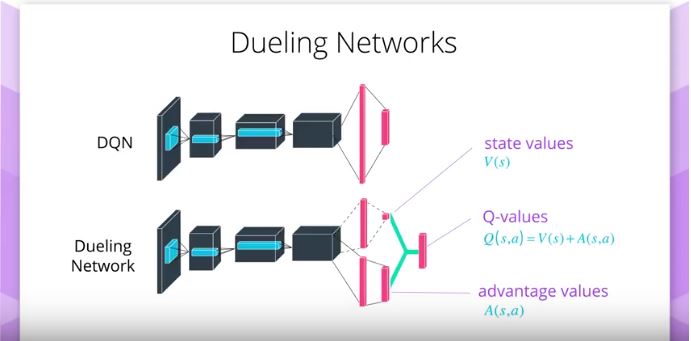 Dueling Networks
DQN
state values
V(s)
Q-values
Q(s,a) = V(s) + A(s,a)
Dueling
Network
advantage values
A(s,a)